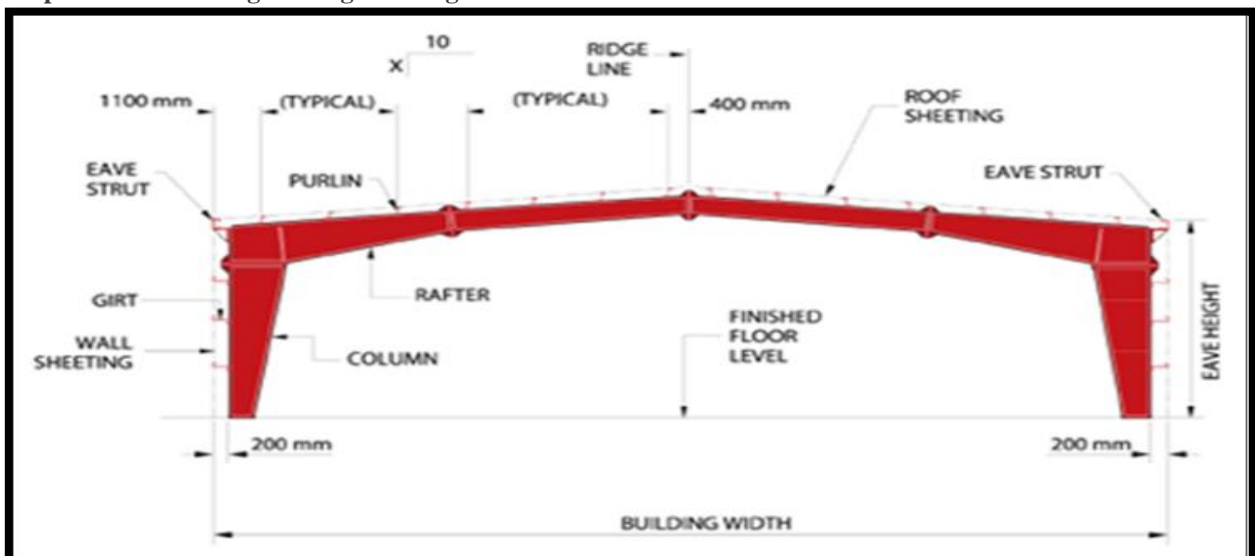 10
X
RIDGE
LINE
1100 mm
(TYPICAL)
(TYPICAL)
400 mm
ROOF
SHEETING
EAVE
STRUT
PURLIN
EAVE STRUT
GIRT
RAFTER
WALL
SHEETING
COLUMN
FINISHED
FLOOR
LEVEL
EAVE HEIGHT
200 mm
200 mm
BUILDING WIDTH